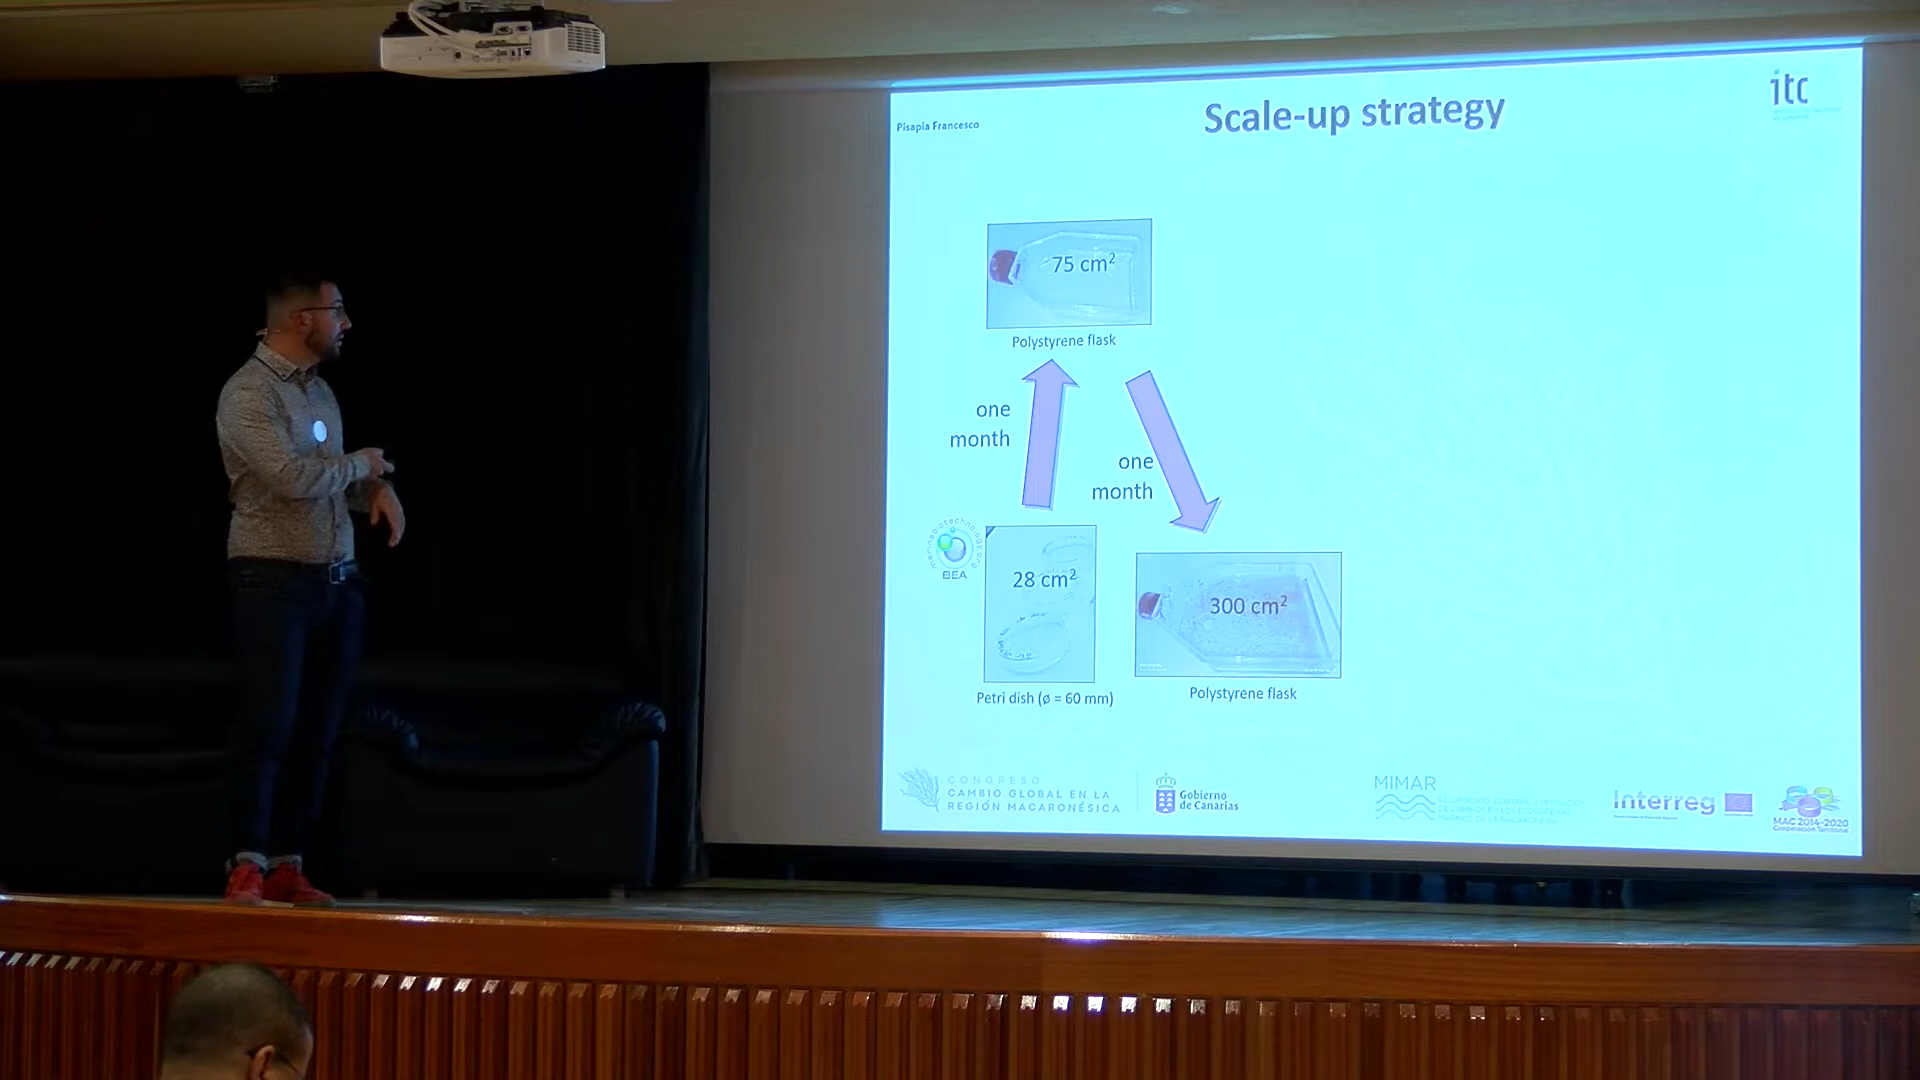 Pisapia Francesco
Scale-up strategy
itc
75 cm²
Polystyrene flask
one
month
one
month
BEA
28 cm²
300 cm²
Petri dish (ø = 60 mm)
Polystyrene flask
CONGRESO
CAMBIO GLOBAL EN LA
REGIÓN MACARONÉSICA
Gobierno
de Canarias
MIMAR
Interreg
MAC 2014-2020
Cooperación Territorial